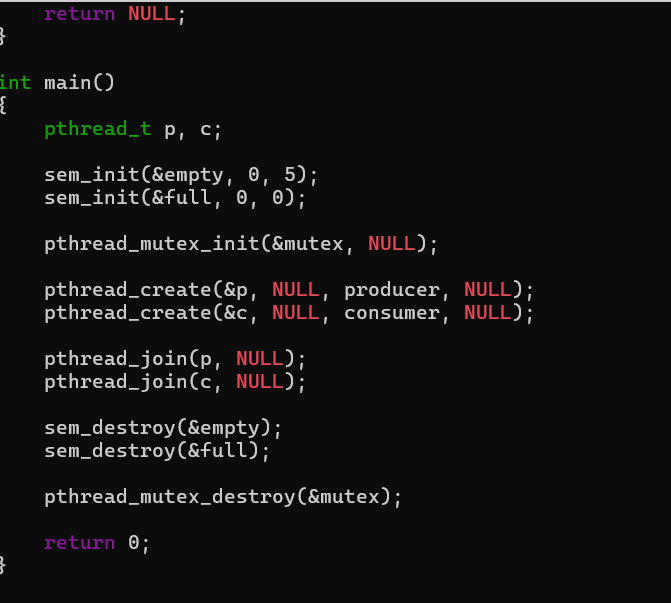 return NULL;
}

int main()
{
    pthread_t p, c;

    sem_init(&empty, 0, 5);
    sem_init(&full, 0, 0);

    pthread_mutex_init(&mutex, NULL);

    pthread_create(&p, NULL, producer, NULL);
    pthread_create(&c, NULL, consumer, NULL);

    pthread_join(p, NULL);
    pthread_join(c, NULL);

    sem_destroy(&empty);
    sem_destroy(&full);

    pthread_mutex_destroy(&mutex);

    return 0;
}